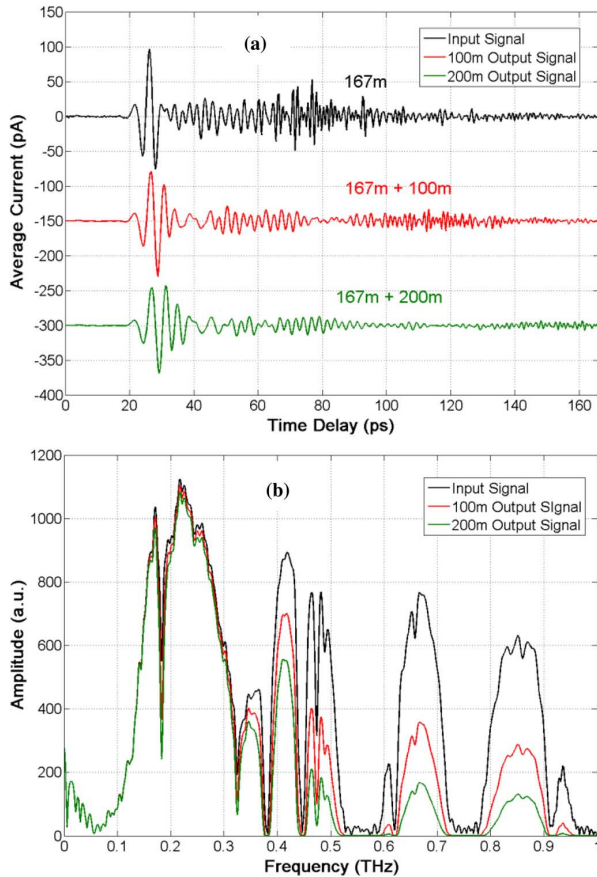 150
100
50
0
-50
-100
-150
-200
-250
-300
-350
-400
Average Current (pA)
(a)
Input Signal
100m Output Signal
200m Output Signal
167m
167m + 100m
167m + 200m
0 20 40 60 80 100 120 140 160
Time Delay (ps)
1200
1000
800
600
400
200
0
Amplitude (a.u.)
(b)
Input Signal
100m Output SIgnal
200m Output Signal
0 0.1 0.2 0.3 0.4 0.5 0.6 0.7 0.8 0.9
Frequency (THz)